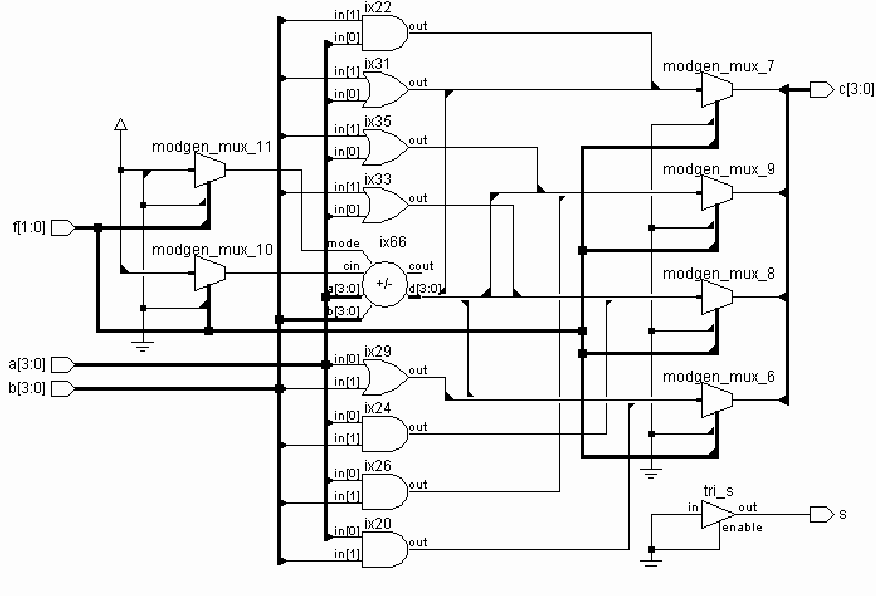 ix22
in[1]
out
in[0]
ix31
in[1]
out
in[0]
modgen_mux_7
c[3:0]
ix35
in[1]
out
in[0]
modgen_mux_11
modgen_mux_9
ix33
in[1]
out
in[0]
f[1:0]
mode
ix66
modgen_mux_10
cin
cout
modgen_mux_8
+/-
a[3:0]
d[3:0]
b[3:0]
ix29
a[3:0]
in[0]
out
b[3:0]
in[1]
modgen_mux_6
ix24
in[0]
out
in[1]
ix26
in[0]
out
in[1]
tri_s
in
out
s
enable
ix20
in[0]
out
in[1]